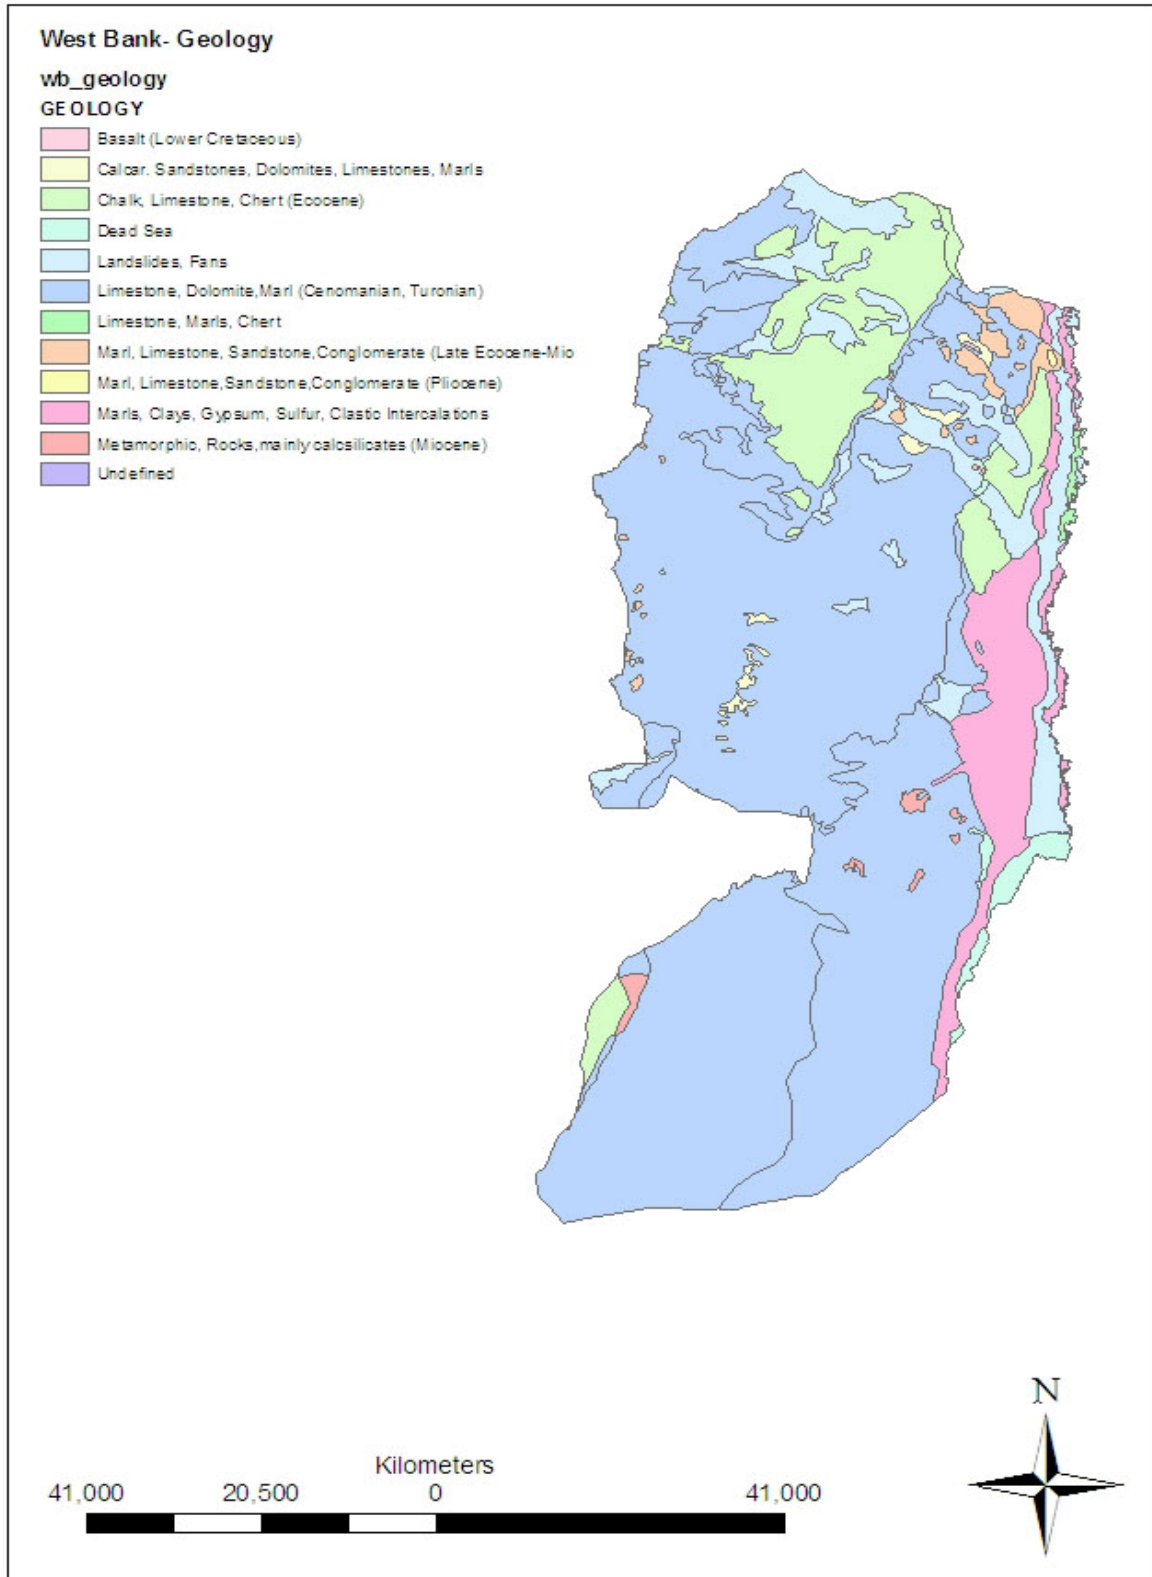 West Bank- Geology
wb_geology
GEOLOGY
Basalt (Lower Cretaceous)
Calcar. Sandstones, Dolomites, Limestones, Marls
Chalk, Limestone, Chert (Ecocene)
Dead Sea
Landslides, Fans
Limestone, Dolomite,Marl (Cenomanian, Turonian)
Limestone, Marls, Chert
Marl, Limestone, Sandstone,Conglomerate (Late Ecocene-Mio
Marl, Limestone,Sandstone,Conglomerate (Pliocene)
Marls, Clays, Gypsum, Sulfur, Clastic Intercalations
Metamorphic, Rocks,mainly calcsilicates (Miocene)
Undefined
N
Kilometers
41,000 20,500 0 41,000